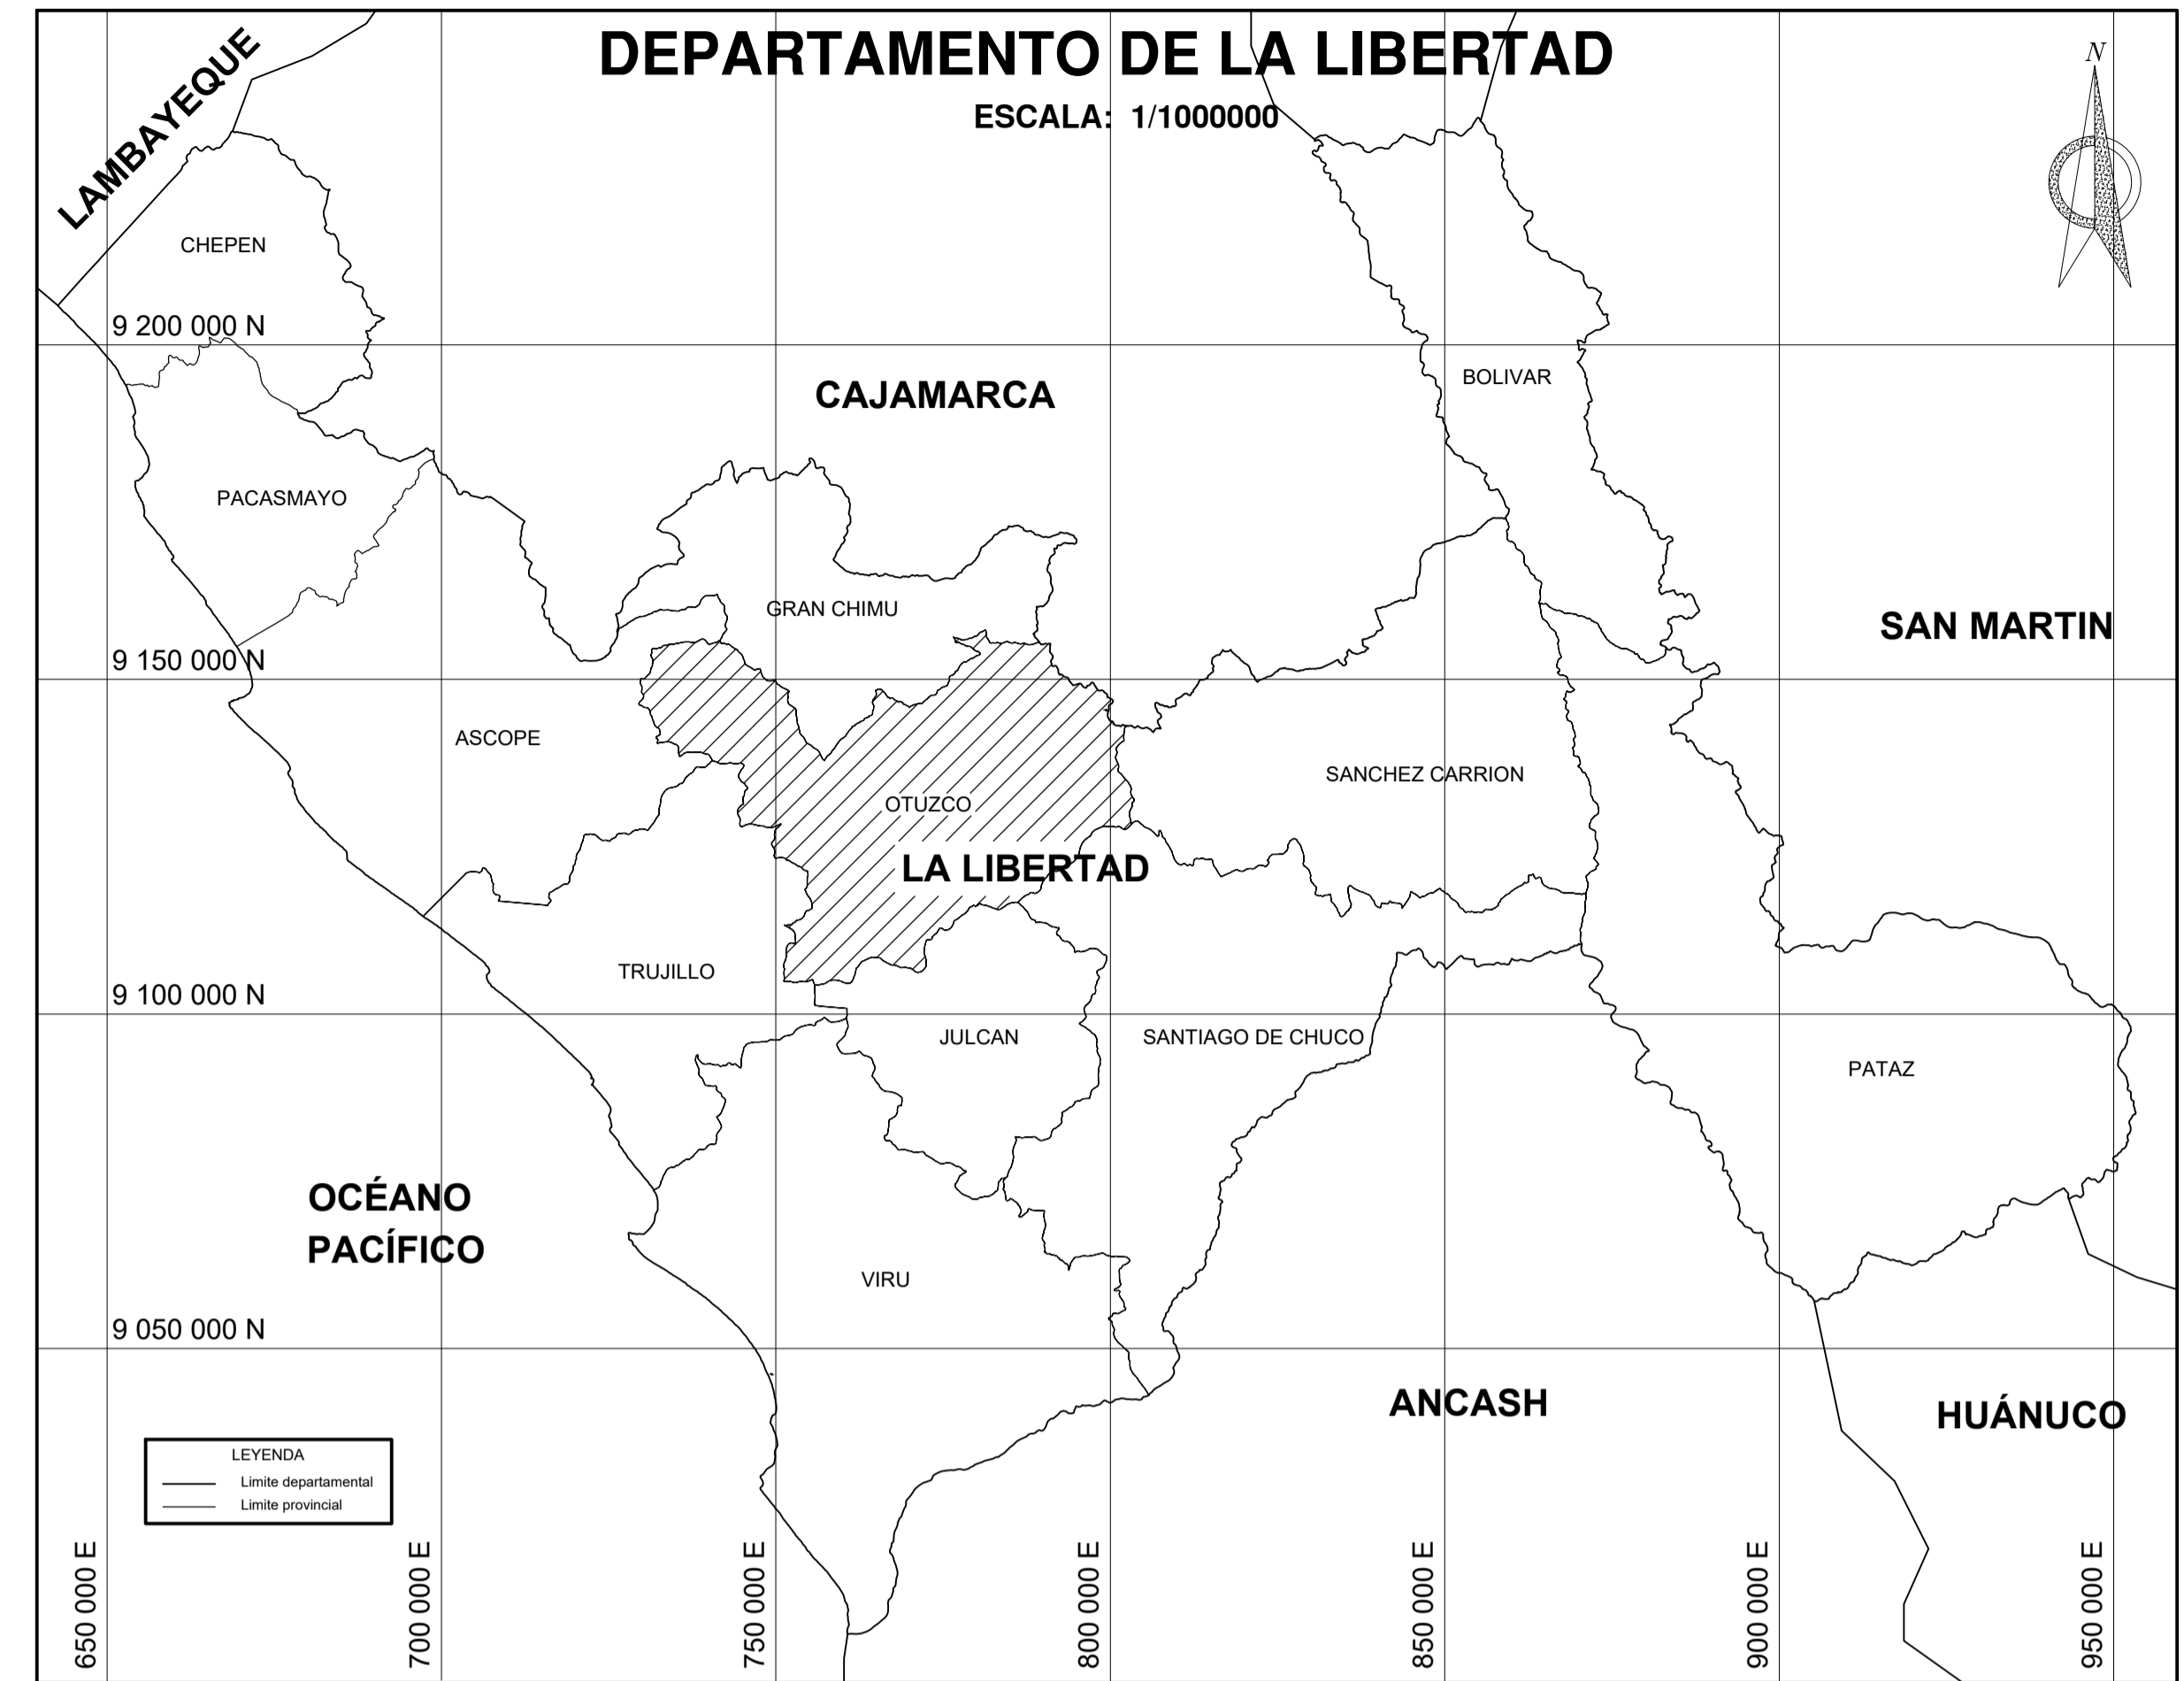 DEPARTAMENTO DE LA LIBERTAD
ESCALA: 1/1000000
N
LAMBAYEQUE
CHEPEN
9 200 000 N
CAJAMARCA
BOLIVAR
PACASMAYO
GRAN CHIMU
SAN MARTIN
9 150 000 N
ASCOPE
SANCHEZ CARRION
OTUZCO
LA LIBERTAD
TRUJILLO
9 100 000 N
JULCAN
SANTIAGO DE CHUCO
PATAZ
OCÉANO
PACÍFICO
VIRU
9 050 000 N
ANCASH
HUÁNUCO
LEYENDA
Limite departamental
Limite provincial
650 000 E
700 000 E
750 000 E
800 000 E
850 000 E
900 000 E
950 000 E